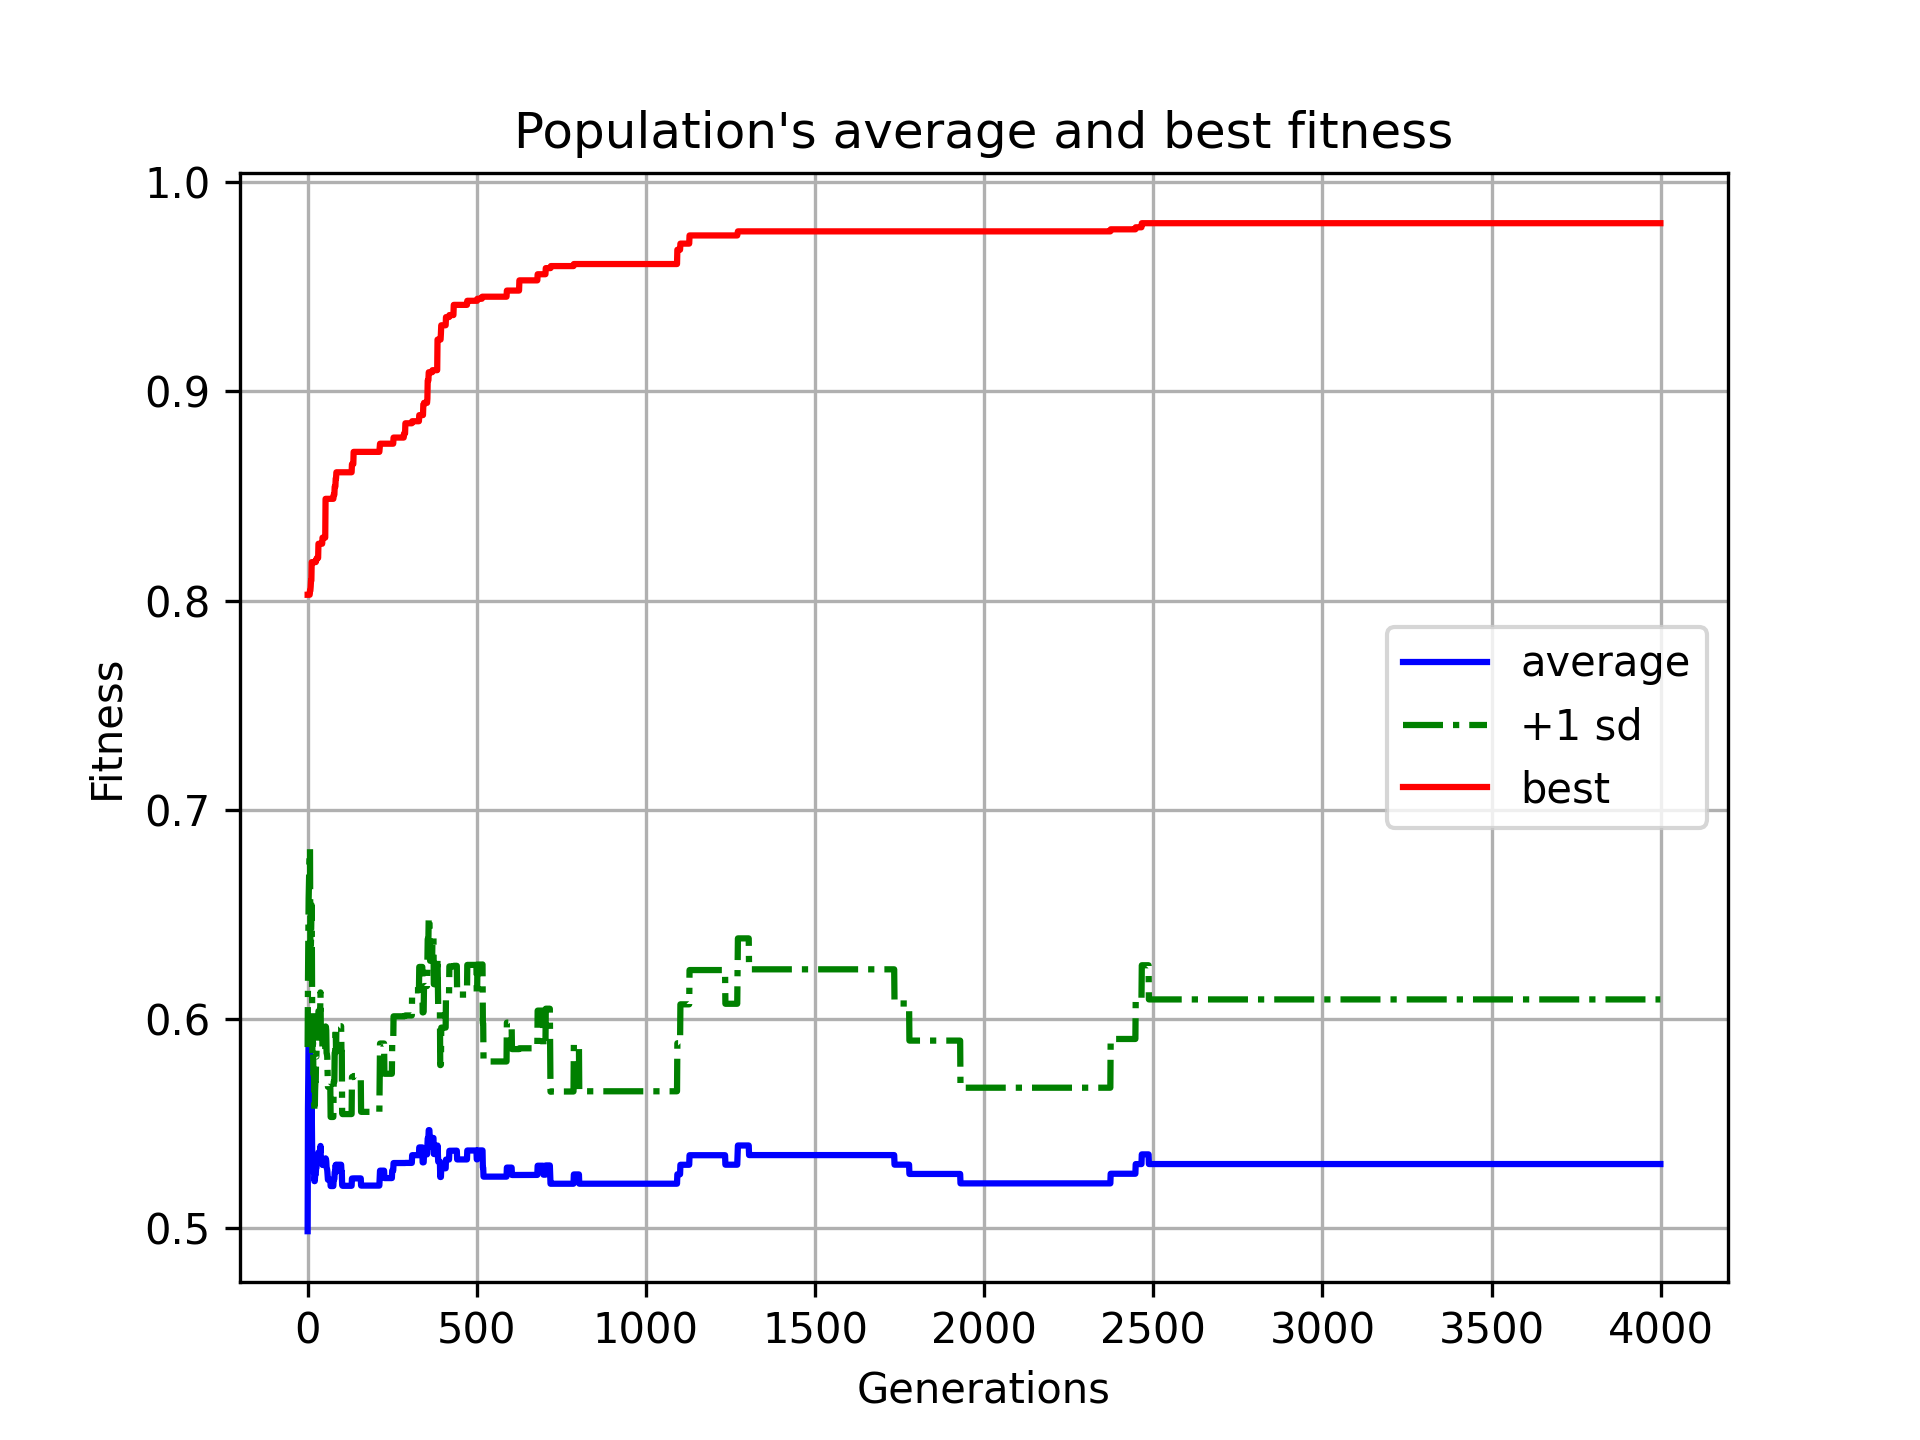 Population's average and best fitness
1.0
0.9
0.8
0.7
0.6
0.5
Fitness
average
+1 sd
best
0 500 1000 1500 2000 2500 3000 3500 4000
Generations